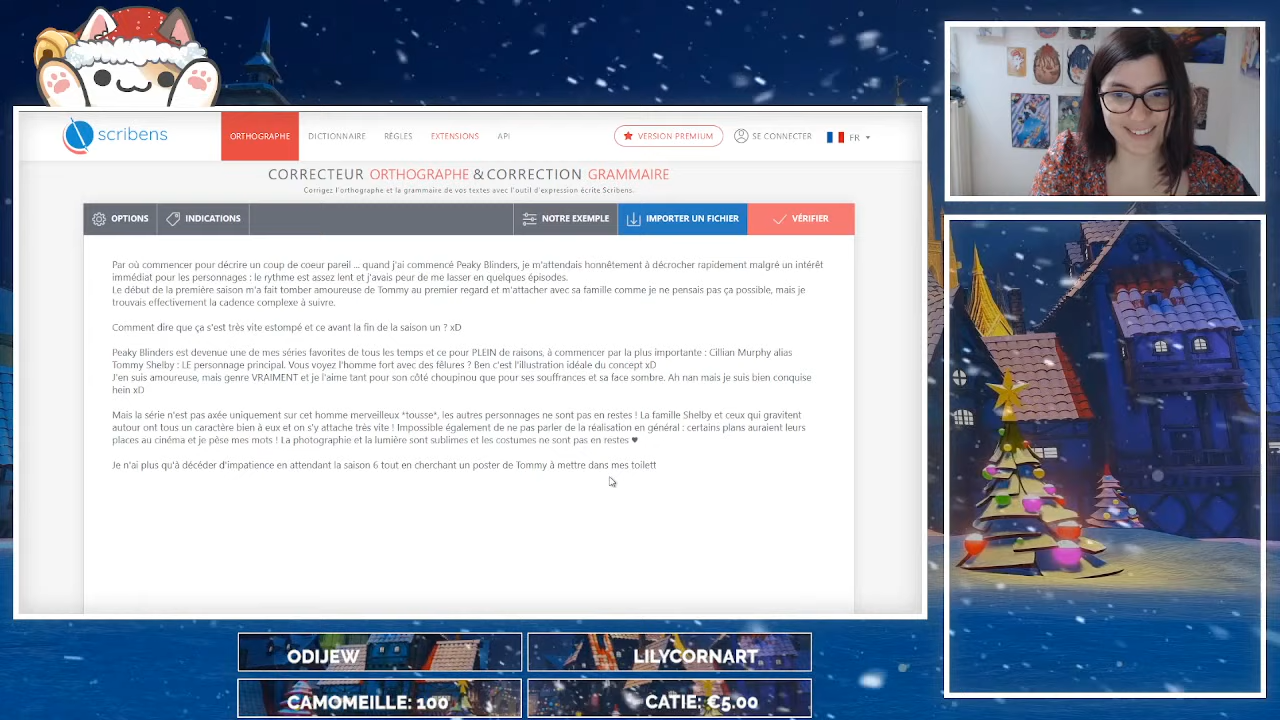 scribens
ORTHOGRAPHE
DICTIONNAIRE
RÈGLES
EXTENSIONS
API
VERSION PREMIUM
SE CONNECTER
FR
CORRECTEUR ORTHOGRAPHE & CORRECTION GRAMMAIRE
Corrigez l'orthographe et la grammaire de vos textes avec l'outil d'expression écrite Scribens.
OPTIONS
INDICATIONS
NOTRE EXEMPLE
IMPORTER UN FICHIER
VÉRIFIER
Par où commencer pour décrire un coup de coeur pareil ... quand j'ai commencé Peaky Blinders, je m'attendais honnêtement à décrocher rapidement malgré un intérêt
immédiat pour les personnages : le rythme est assez lent et j'avais peur de me lasser en quelques épisodes.
Le début de la première saison m'a fait tomber amoureuse de Tommy au premier regard et m'attacher avec sa famille comme je ne pensais pas ça possible, mais je
trouvais effectivement la cadence complexe à suivre.
Comment dire que ça s'est très vite estompé et ce avant la fin de la saison un ? xD
Peaky Blinders est devenue une de mes séries favorites de tous les temps et ce pour PLEIN de raisons, à commencer par la plus importante : Cillian Murphy alias
Tommy Shelby : LE personnage principal. Vous voyez l'homme fort avec des fêlures ? Ben c'est l'illustration idéale du concept xD
J'en suis amoureuse, mais genre VRAIMENT et je l'aime tant pour son côté choupinou que pour ses souffrances et sa face sombre. Ah nan mais je suis bien conquise
hein xD
Mais la série n'est pas axée uniquement sur cet homme merveilleux *tousse*, les autres personnages ne sont pas en restes ! La famille Shelby et ceux qui gravitent
autour ont tous un caractère bien à eux et on s'y attache très vite ! Impossible également de ne pas parler de la réalisation en général : certains plans auraient leurs
places au cinéma et je pèse mes mots ! La photographie et la lumière sont sublimes et les costumes ne sont pas en restes ♥
Je n'ai plus qu'à décéder d'impatience en attendant la saison 6 tout en cherchant un poster de Tommy à mettre dans mes toilett
ODIJEW
LILYCORNART
CAMOMEILLE: 100
CATIE: €5.00